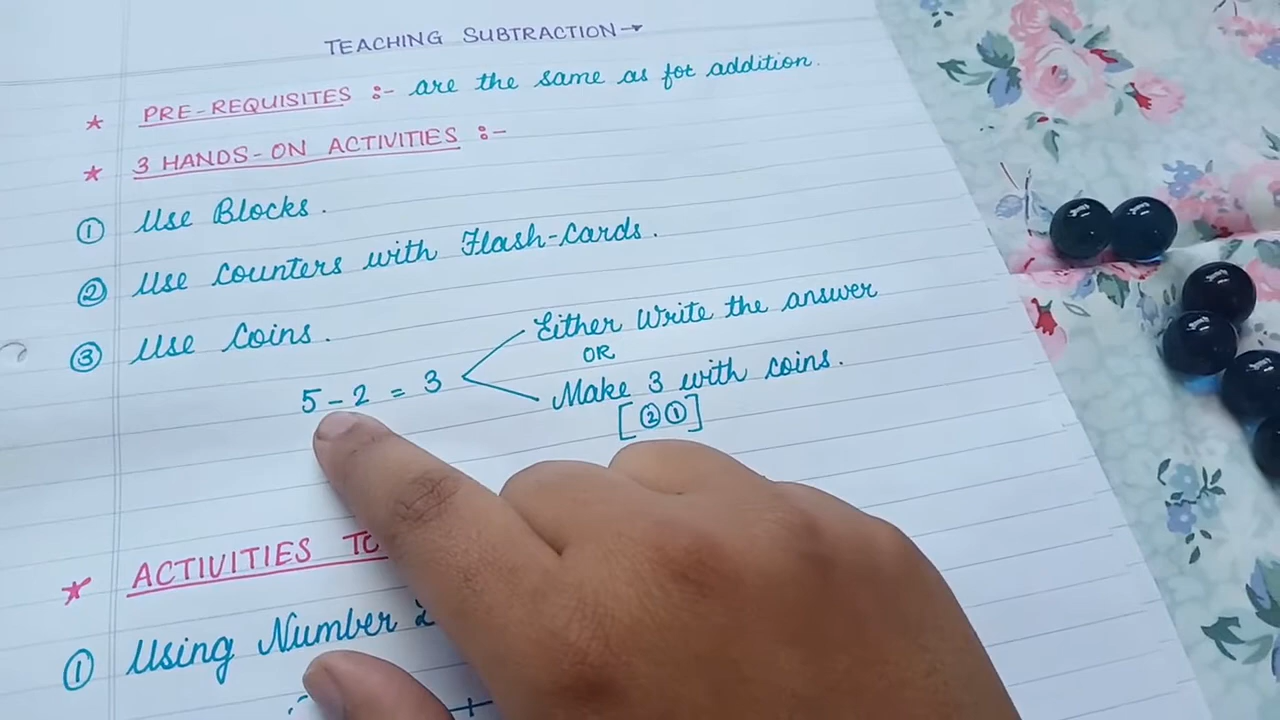 TEACHING SUBTRACTION →
* PRE-REQUISITES :- are the same as for addition.
* 3 HANDS-ON ACTIVITIES :-
① Use Blocks.
② Use Counters with Flash-Cards.
③ Use Coins.
5 - 2 = 3
Either Write the answer
OR
Make 3 with coins.
[②①]
* ACTIVITIES
① Using Number